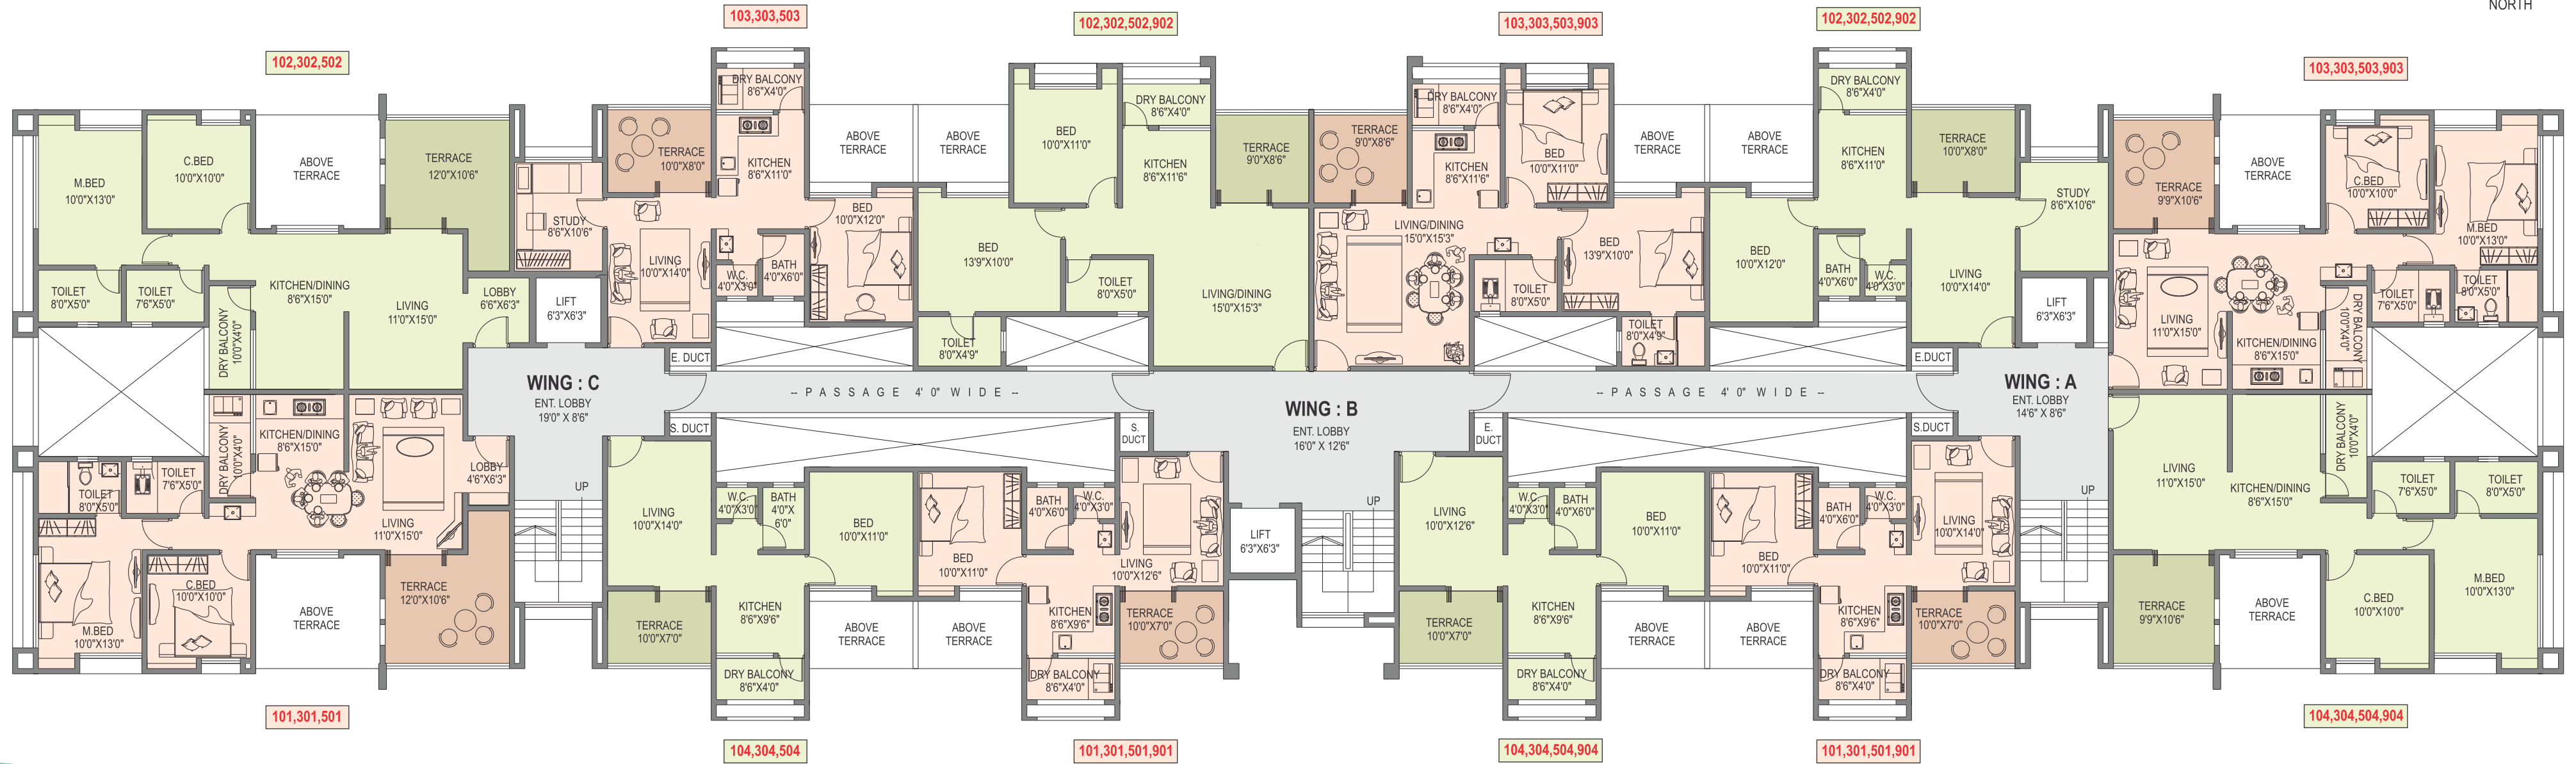 NORTH
102,302,502
103,303,503
102,302,502,902
103,303,503,903
102,302,502,902
103,303,503,903
M.BED
10'0"X13'0"
C.BED
10'0"X10'0"
ABOVE
TERRACE
TERRACE
12'0"X10'6"
TOILET
8'0"X5'0"
TOILET
7'6"X5'0"
DRY BALCONY
10'0"X4'0"
KITCHEN/DINING
8'6"X15'0"
LIVING
11'0"X15'0"
LOBBY
6'6"X6'3"
STUDY
8'6"X10'6"
LIFT
6'3"X6'3"
TERRACE
10'0"X8'0"
LIVING
10'0"X14'0"
DRY BALCONY
8'6"X4'0"
KITCHEN
8'6"X11'0"
W.C.
4'0"X3'0"
BATH
4'0"X6'0"
BED
10'0"X12'0"
ABOVE
TERRACE
ABOVE
TERRACE
E. DUCT
BED
10'0"X11'0"
DRY BALCONY
8'6"X4'0"
KITCHEN
8'6"X11'6"
TERRACE
9'0"X8'6"
BED
13'9"X10'0"
TOILET
8'0"X5'0"
TOILET
8'0"X4'9"
LIVING/DINING
15'0"X15'3"
TERRACE
9'0"X8'6"
DRY BALCONY
8'6"X4'0"
KITCHEN
8'6"X11'6"
BED
10'0"X11'0"
LIVING/DINING
15'0"X15'3"
BED
13'9"X10'0"
TOILET
8'0"X5'0"
TOILET
8'0"X4'9"
ABOVE
TERRACE
ABOVE
TERRACE
DRY BALCONY
8'6"X4'0"
KITCHEN
8'6"X11'0"
TERRACE
10'0"X8'0"
BED
10'0"X12'0"
BATH
4'0"X6'0"
W.C.
4'0"X3'0"
LIVING
10'0"X14'0"
STUDY
8'6"X10'6"
LIFT
6'3"X6'3"
E.DUCT
TERRACE
9'9"X10'6"
ABOVE
TERRACE
C.BED
10'0"X10'0"
M.BED
10'0"X13'0"
LIVING
11'0"X15'0"
KITCHEN/DINING
8'6"X15'0"
DRY BALCONY
10'0"X4'0"
TOILET
7'6"X5'0"
TOILET
8'0"X5'0"
WING : C
ENT. LOBBY
19'0" X 8'6"
-- PASSAGE 4'0" WIDE --
WING : B
ENT. LOBBY
16'0" X 12'6"
-- PASSAGE 4'0" WIDE --
WING : A
ENT. LOBBY
14'6" X 8'6"
DRY BALCONY
10'0"X4'0"
KITCHEN/DINING
8'6"X15'0"
TOILET
8'0"X5'0"
TOILET
7'6"X5'0"
LOBBY
4'6"X6'3"
LIVING
11'0"X15'0"
M.BED
10'0"X13'0"
C.BED
10'0"X10'0"
ABOVE
TERRACE
TERRACE
12'0"X10'6"
UP
S. DUCT
LIVING
10'0"X14'0"
W.C.
4'0"X3'0"
BATH
4'0"X
6'0"
BED
10'0"X11'0"
TERRACE
10'0"X7'0"
KITCHEN
8'6"X9'6"
DRY BALCONY
8'6"X4'0"
ABOVE
TERRACE
ABOVE
TERRACE
BED
10'0"X11'0"
BATH
4'0"X6'0"
W.C.
4'0"X3'0"
S.
DUCT
LIVING
10'0"X12'6"
KITCHEN
8'6"X9'6"
TERRACE
10'0"X7'0"
DRY BALCONY
8'6"X4'0"
LIFT
6'3"X6'3"
UP
E.
DUCT
LIVING
10'0"X12'6"
W.C.
4'0"X3'0"
BATH
4'0"X6'0"
BED
10'0"X11'0"
TERRACE
10'0"X7'0"
KITCHEN
8'6"X9'6"
DRY BALCONY
8'6"X4'0"
ABOVE
TERRACE
ABOVE
TERRACE
BED
10'0"X11'0"
BATH
4'0"X6'0"
W.C.
4'0"X3'0"
S.DUCT
LIVING
10'0"X14'0"
KITCHEN
8'6"X9'6"
TERRACE
10'0"X7'0"
DRY BALCONY
8'6"X4'0"
UP
LIVING
11'0"X15'0"
KITCHEN/DINING
8'6"X15'0"
DRY BALCONY
10'0"X4'0"
TOILET
7'6"X5'0"
TOILET
8'0"X5'0"
TERRACE
9'9"X10'6"
ABOVE
TERRACE
C.BED
10'0"X10'0"
M.BED
10'0"X13'0"
101,301,501
104,304,504
101,301,501,901
104,304,504,904
101,301,501,901
104,304,504,904